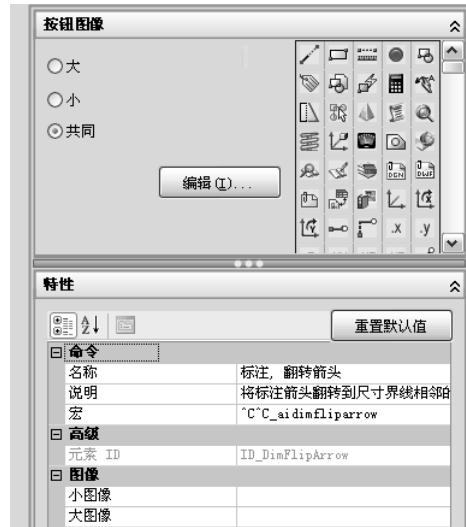 按钮图像
大
小
共同
编辑(I)...
DGN
DWF
.X
.y
特性
重置默认值
命令
名称 标注, 翻转箭头
说明 将标注箭头翻转到尺寸界线相邻的
宏 ^C^C_aidimfliparrow
高级
元素 ID ID_DimFlipArrow
图像
小图像
大图像